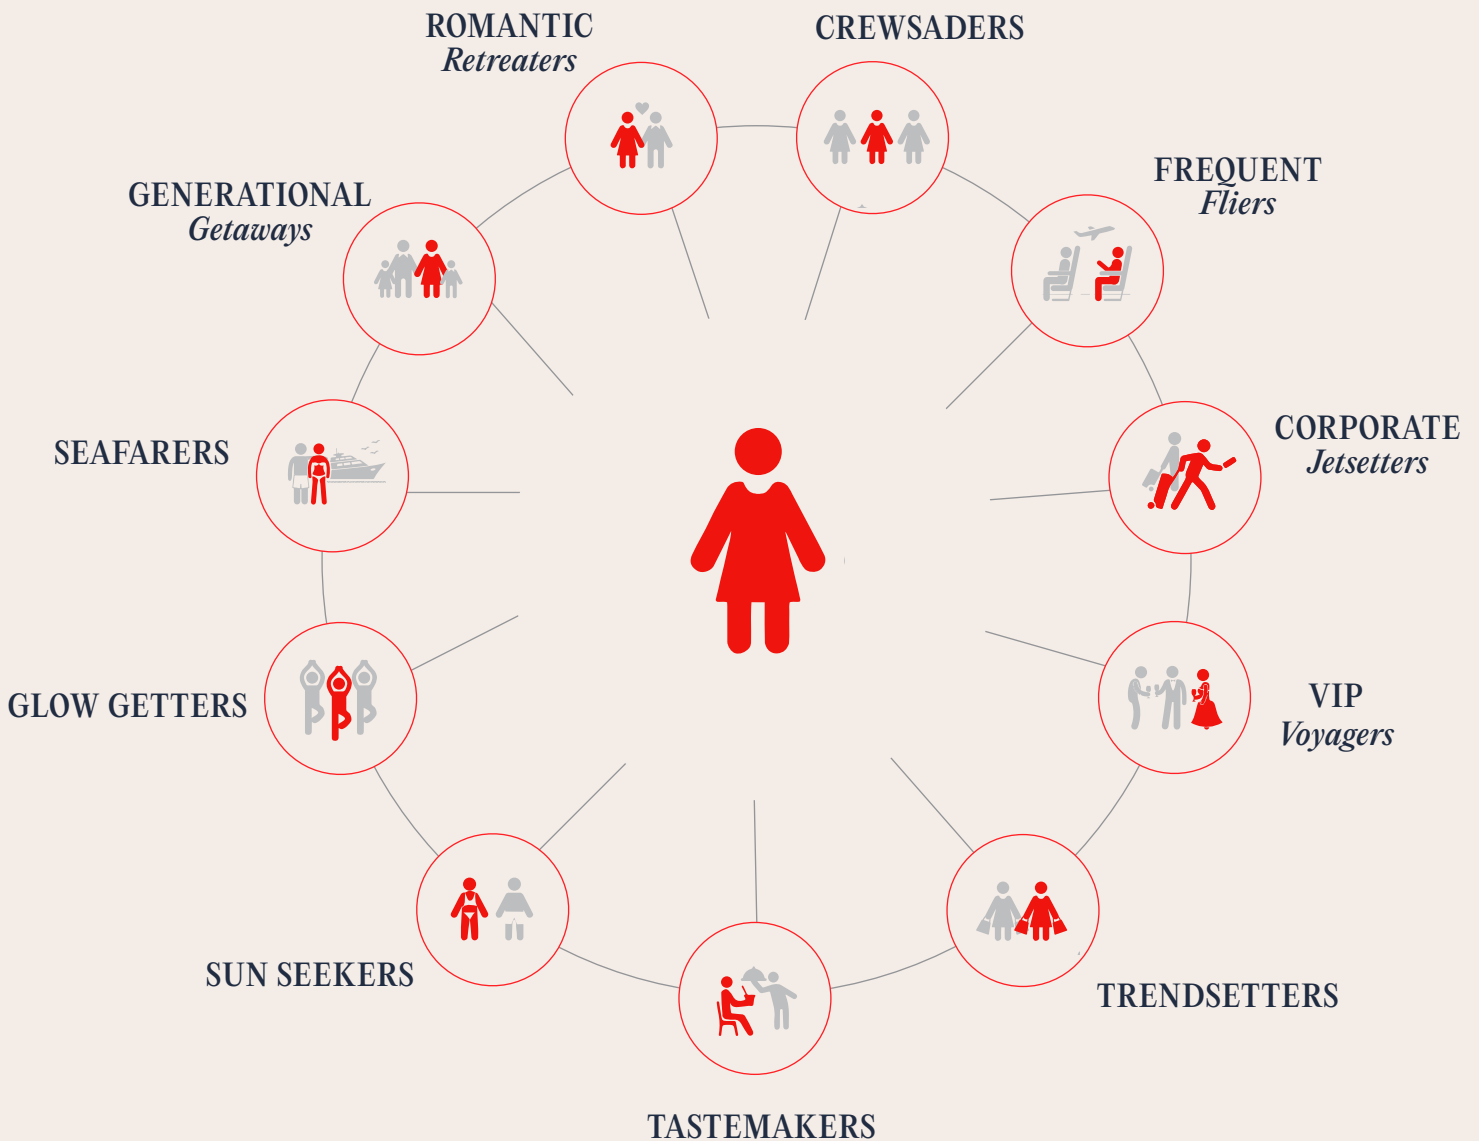 ROMANTIC
Retreaters
CREWSADERS
FREQUENT
Fliers
GENERATIONAL
Getaways
CORPORATE
Jetsetters
SEAFARERS
VIP
Voyagers
GLOW GETTERS
SUN SEEKERS
TRENDSETTERS
TASTEMAKERS